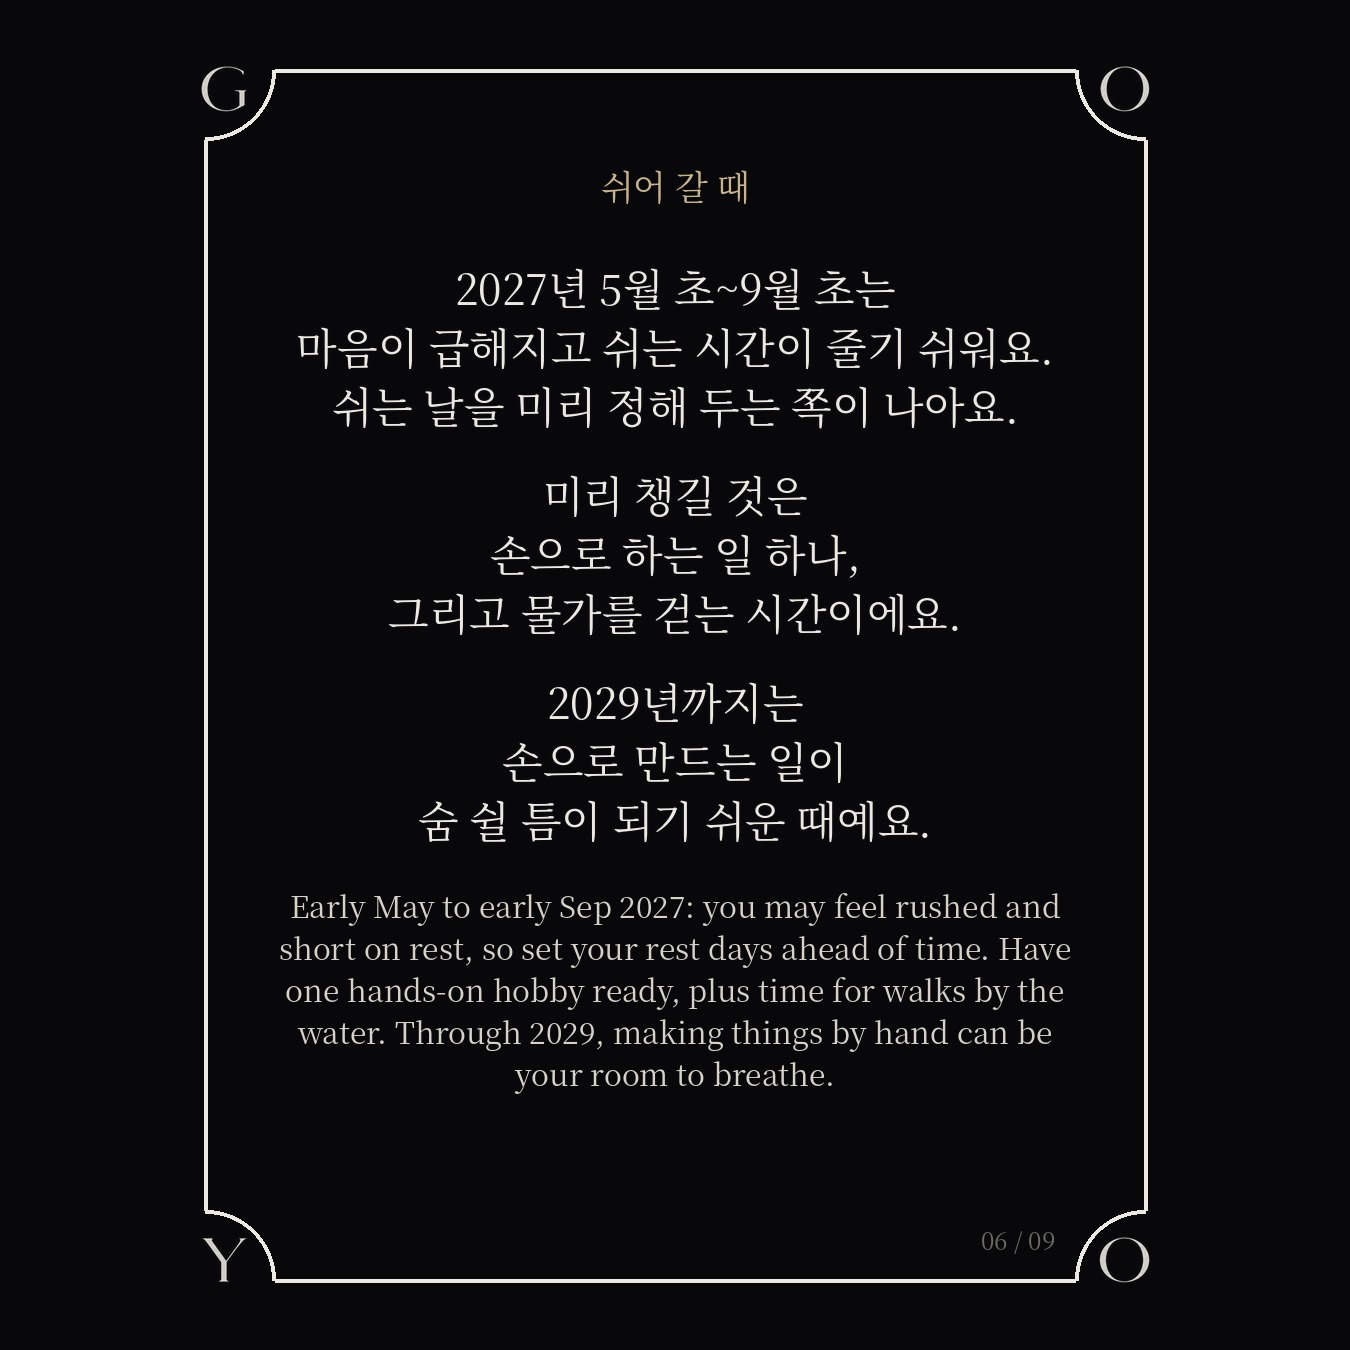 G O
쉬어 갈 때
2027년 5월 초~9월 초는
마음이 급해지고 쉬는 시간이 줄기 쉬워요.
쉬는 날을 미리 정해 두는 쪽이 나아요.
미리 챙길 것은
손으로 하는 일 하나,
그리고 물가를 걷는 시간이에요.
2029년까지는
손으로 만드는 일이
숨 쉴 틈이 되기 쉬운 때예요.
Early May to early Sep 2027: you may feel rushed and
short on rest, so set your rest days ahead of time. Have
one hands-on hobby ready, plus time for walks by the
water. Through 2029, making things by hand can be
your room to breathe.
06 / 09
Y O